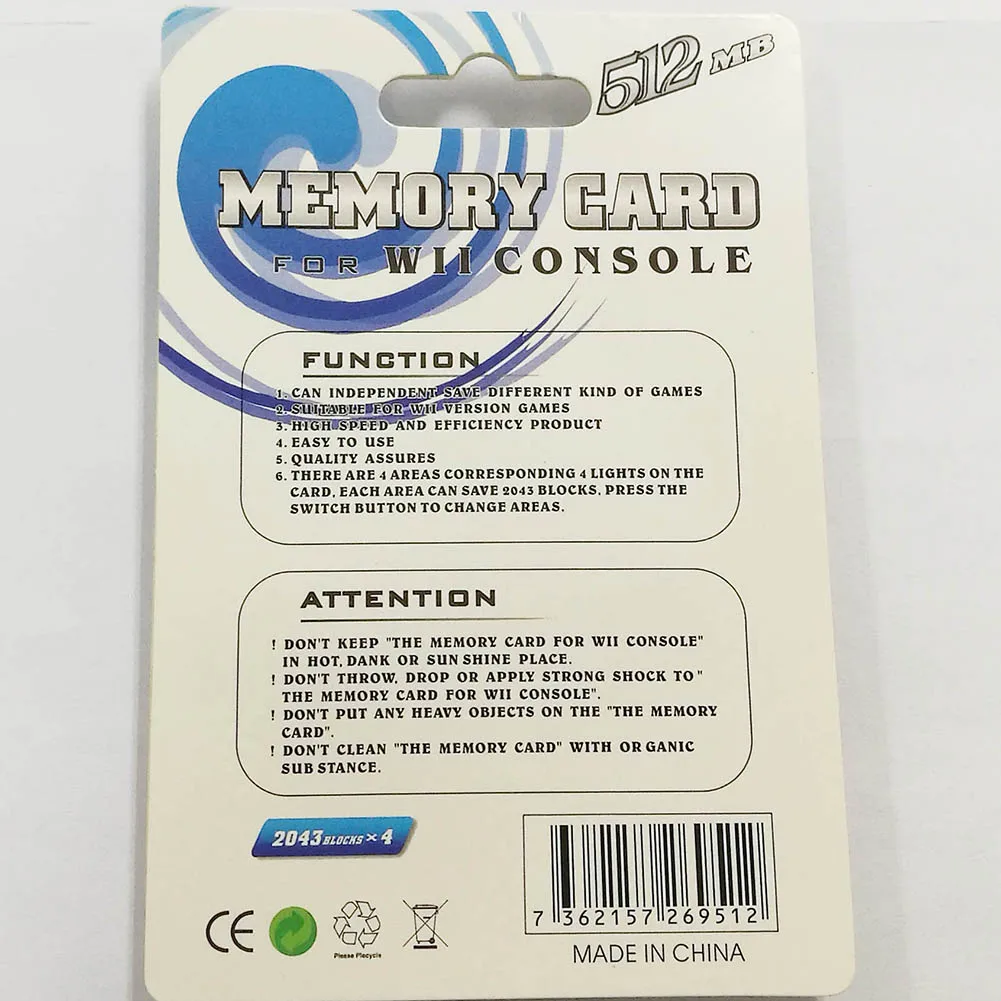 512 MB
MEMORY CARD
FOR WII CONSOLE
FUNCTION
1. CAN INDEPENDENT SAVE DIFFERENT KIND OF GAMES
2. SUITABLE FOR WII VERSION GAMES
3. HIGH SPEED AND EFFICIENCY PRODUCT
4. EASY TO USE
5. QUALITY ASSURES
6. THERE ARE 4 AREAS CORRESPONDING 4 LIGHTS ON THE
CARD, EACH AREA CAN SAVE 2043 BLOCKS, PRESS THE
SWITCH BUTTON TO CHANGE AREAS.
ATTENTION
! DON'T KEEP "THE MEMORY CARD FOR WII CONSOLE"
IN HOT, DANK OR SUN SHINE PLACE.
! DON'T THROW, DROP OR APPLY STRONG SHOCK TO "
THE MEMORY CARD FOR WII CONSOLE".
! DON'T PUT ANY HEAVY OBJECTS ON THE "THE MEMORY
CARD".
! DON'T CLEAN "THE MEMORY CARD" WITH OR GANIC
SUB STANCE.
2043 BLOCKS × 4
CE
Please Plecycle
7 362157 269512
MADE IN CHINA